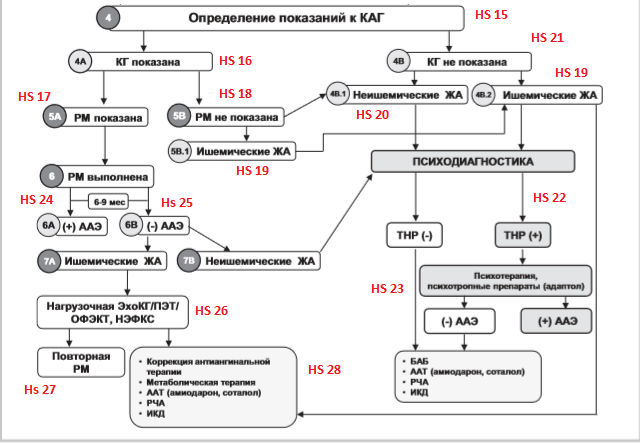 4 Определение показаний к КАГ HS 15
HS 21
4А КГ показана HS 16
4В КГ не показана
HS 17
HS 18
HS 19
5А РМ показана
5В РМ не показана
4В.1 Неишемические ЖА
4В.2 Ишемические ЖА
HS 20
5В.1 Ишемические ЖА
HS 19
ПСИХОДИАГНОСТИКА
6 РМ выполнена
HS 24
6-9 мес
Hs 25
HS 22
6А (+) ААЭ
6В (-) ААЭ
ТНР (-)
ТНР (+)
7А Ишемические ЖА
7В Неишемические ЖА
Психотерапия,
психотропные препараты (адаптол)
HS 23
Нагрузочная ЭхоКГ/ПЭТ/
ОФЭКТ, НЭФКС
HS 26
(-) ААЭ
(+) ААЭ
Повторная
РМ
Hs 27
• Коррекция антиангинальной
терапии
• Метаболическая терапия
• ААТ (амиодарон, соталол)
• РЧА
• ИКД
HS 28
• БАБ
• ААТ (амиодарон, соталол)
• РЧА
• ИКД